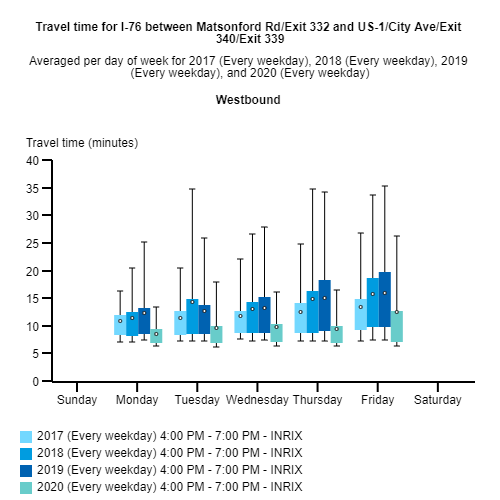 Travel time for I-76 between Matsonford Rd/Exit 332 and US-1/City Ave/Exit
340/Exit 339
Averaged per day of week for 2017 (Every weekday), 2018 (Every weekday), 2019
(Every weekday), and 2020 (Every weekday)
Westbound
Travel time (minutes)
40
35
30
25
20
15
10
5
0
Sunday Monday Tuesday Wednesday Thursday Friday Saturday
2017 (Every weekday) 4:00 PM - 7:00 PM - INRIX
2018 (Every weekday) 4:00 PM - 7:00 PM - INRIX
2019 (Every weekday) 4:00 PM - 7:00 PM - INRIX
2020 (Every weekday) 4:00 PM - 7:00 PM - INRIX